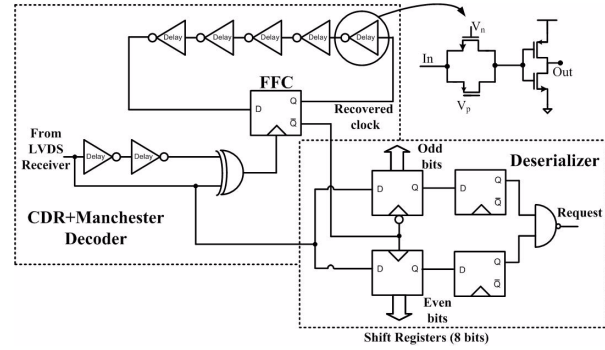 Delay
Delay
Delay
Delay
Delay
Vn
In
Out
Vp
FFC
D
Q
Q
Recovered
clock
From
LVDS
Receiver
Delay
Delay
CDR+Manchester
Decoder
Odd
bits
Deserializer
D
Q
D
Q
Q
Request
D
Q
D
Q
Q
Even
bits
Shift Registers (8 bits)